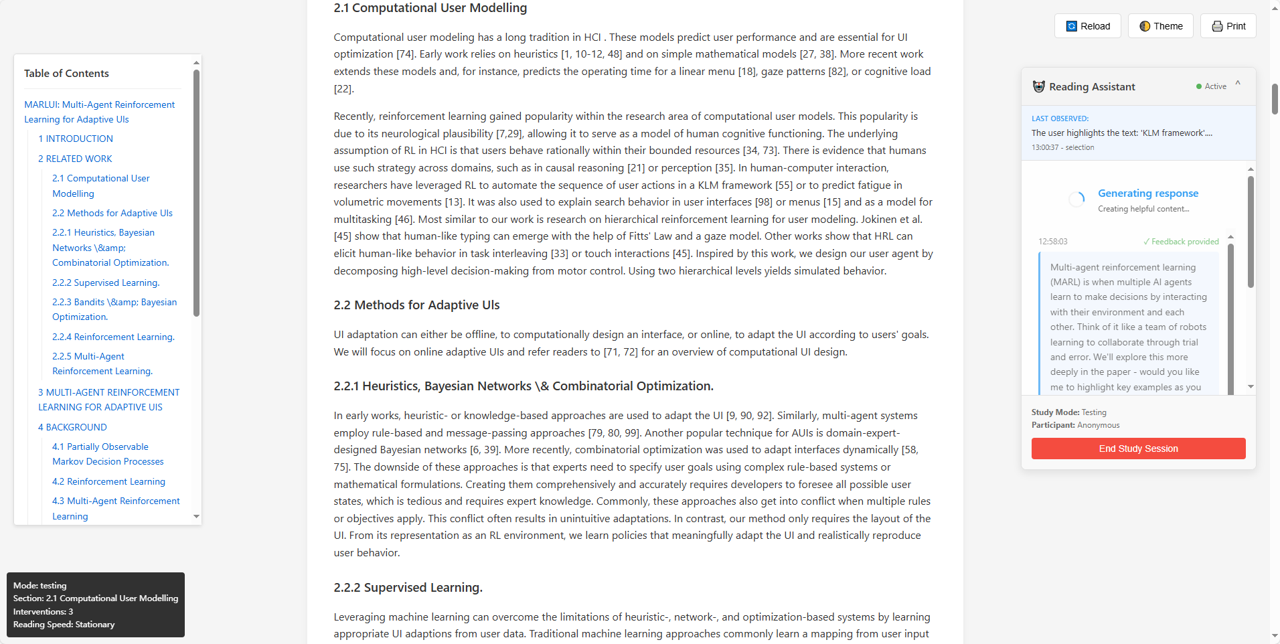 Table of Contents
MARLUI: Multi-Agent Reinforcement
Learning for Adaptive UIs
1 INTRODUCTION
2 RELATED WORK
2.1 Computational User
Modelling
2.2 Methods for Adaptive UIs
2.2.1 Heuristics, Bayesian
Networks \&amp;
Combinatorial Optimization.
2.2.2 Supervised Learning.
2.2.3 Bandits \&amp; Bayesian
Optimization.
2.2.4 Reinforcement Learning.
2.2.5 Multi-Agent
Reinforcement Learning.
3 MULTI-AGENT REINFORCEMENT
LEARNING FOR ADAPTIVE UIS
4 BACKGROUND
4.1 Partially Observable
Markov Decision Processes
4.2 Reinforcement Learning
4.3 Multi-Agent Reinforcement
Learning
Mode: testing
Section: 2.1 Computational User Modelling
Interventions: 3
Reading Speed: Stationary
2.1 Computational User Modelling
Computational user modeling has a long tradition in HCI . These models predict user performance and are essential for UI
optimization [74]. Early work relies on heuristics [1, 10-12, 48] and on simple mathematical models [27, 38]. More recent work
extends these models and, for instance, predicts the operating time for a linear menu [18], gaze patterns [82], or cognitive load
[22].
Recently, reinforcement learning gained popularity within the research area of computational user models. This popularity is
due to its neurological plausibility [7,29], allowing it to serve as a model of human cognitive functioning. The underlying
assumption of RL in HCI is that users behave rationally within their bounded resources [34, 73]. There is evidence that humans
use such strategy across domains, such as in causal reasoning [21] or perception [35]. In human-computer interaction,
researchers have leveraged RL to automate the sequence of user actions in a KLM framework [55] or to predict fatigue in
volumetric movements [13]. It was also used to explain search behavior in user interfaces [98] or menus [15] and as a model for
multitasking [46]. Most similar to our work is research on hierarchical reinforcement learning for user modeling. Jokinen et al.
[45] show that human-like typing can emerge with the help of Fitts' Law and a gaze model. Other works show that HRL can
elicit human-like behavior in task interleaving [33] or touch interactions [45]. Inspired by this work, we design our user agent by
decomposing high-level decision-making from motor control. Using two hierarchical levels yields simulated behavior.
2.2 Methods for Adaptive UIs
UI adaptation can either be offline, to computationally design an interface, or online, to adapt the UI according to users' goals.
We will focus on online adaptive UIs and refer readers to [71, 72] for an overview of computational UI design.
2.2.1 Heuristics, Bayesian Networks \& Combinatorial Optimization.
In early works, heuristic- or knowledge-based approaches are used to adapt the UI [9, 90, 92]. Similarly, multi-agent systems
employ rule-based and message-passing approaches [79, 80, 99]. Another popular technique for AUIs is domain-expert-
designed Bayesian networks [6, 39]. More recently, combinatorial optimization was used to adapt interfaces dynamically [58,
75]. The downside of these approaches is that experts need to specify user goals using complex rule-based systems or
mathematical formulations. Creating them comprehensively and accurately requires developers to foresee all possible user
states, which is tedious and requires expert knowledge. Commonly, these approaches also get into conflict when multiple rules
or objectives apply. This conflict often results in unintuitive adaptations. In contrast, our method only requires the layout of the
UI. From its representation as an RL environment, we learn policies that meaningfully adapt the UI and realistically reproduce
user behavior.
2.2.2 Supervised Learning.
Leveraging machine learning can overcome the limitations of heuristic-, network-, and optimization-based systems by learning
appropriate UI adaptions from user data. Traditional machine learning approaches commonly learn a mapping from user input
Reload
Theme
Print
Reading Assistant
Active
LAST OBSERVED:
The user highlights the text: 'KLM framework'....
13:00:37 - selection
Generating response
Creating helpful content...
12:58:03
✓ Feedback provided
Multi-agent reinforcement learning
(MARL) is when multiple AI agents
learn to make decisions by interacting
with their environment and each
other. Think of it like a team of robots
learning to collaborate through trial
and error. We'll explore this more
deeply in the paper - would you like
me to highlight key examples as you
Study Mode: Testing
Participant: Anonymous
End Study Session